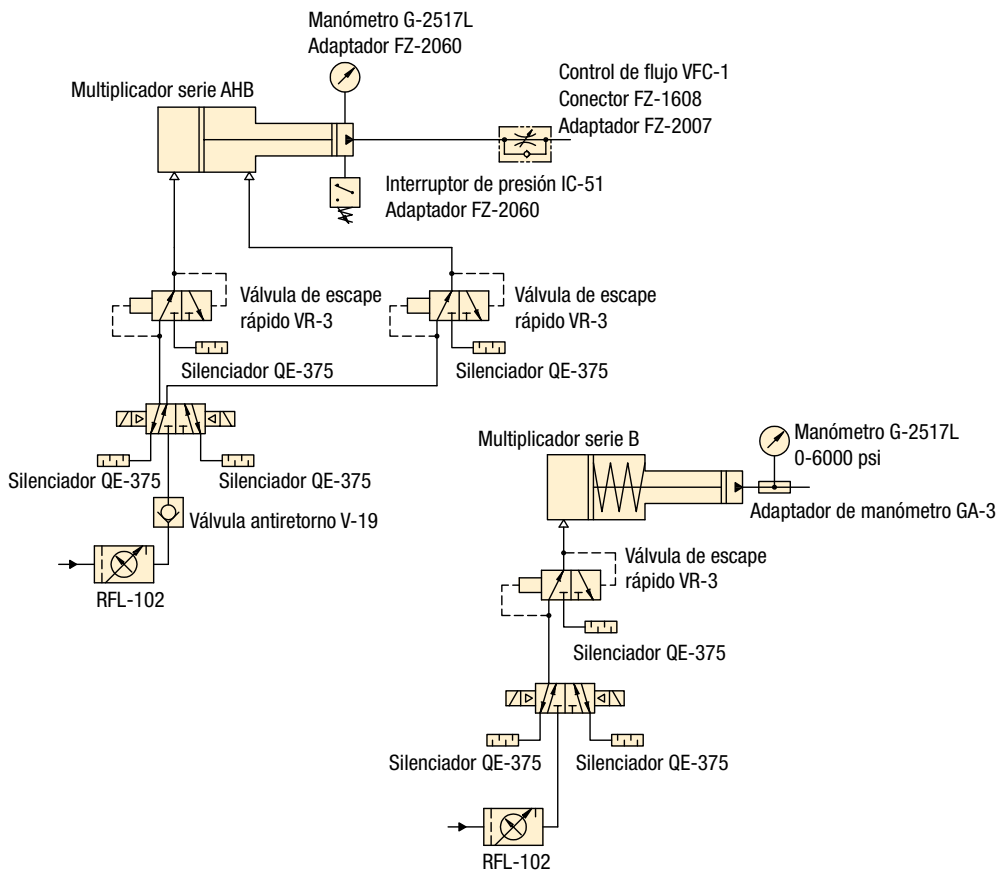 Manómetro G-2517L
Adaptador FZ-2060
Multiplicador serie AHB
Control de flujo VFC-1
Conector FZ-1608
Adaptador FZ-2007
Interruptor de presión IC-51
Adaptador FZ-2060
Válvula de escape
rápido VR-3
Válvula de escape
rápido VR-3
Silenciador QE-375
Silenciador QE-375
Silenciador QE-375
Silenciador QE-375
Válvula antiretorno V-19
RFL-102
Multiplicador serie B
Manómetro G-2517L
0-6000 psi
Adaptador de manómetro GA-3
Válvula de escape
rápido VR-3
Silenciador QE-375
Silenciador QE-375
Silenciador QE-375
RFL-102